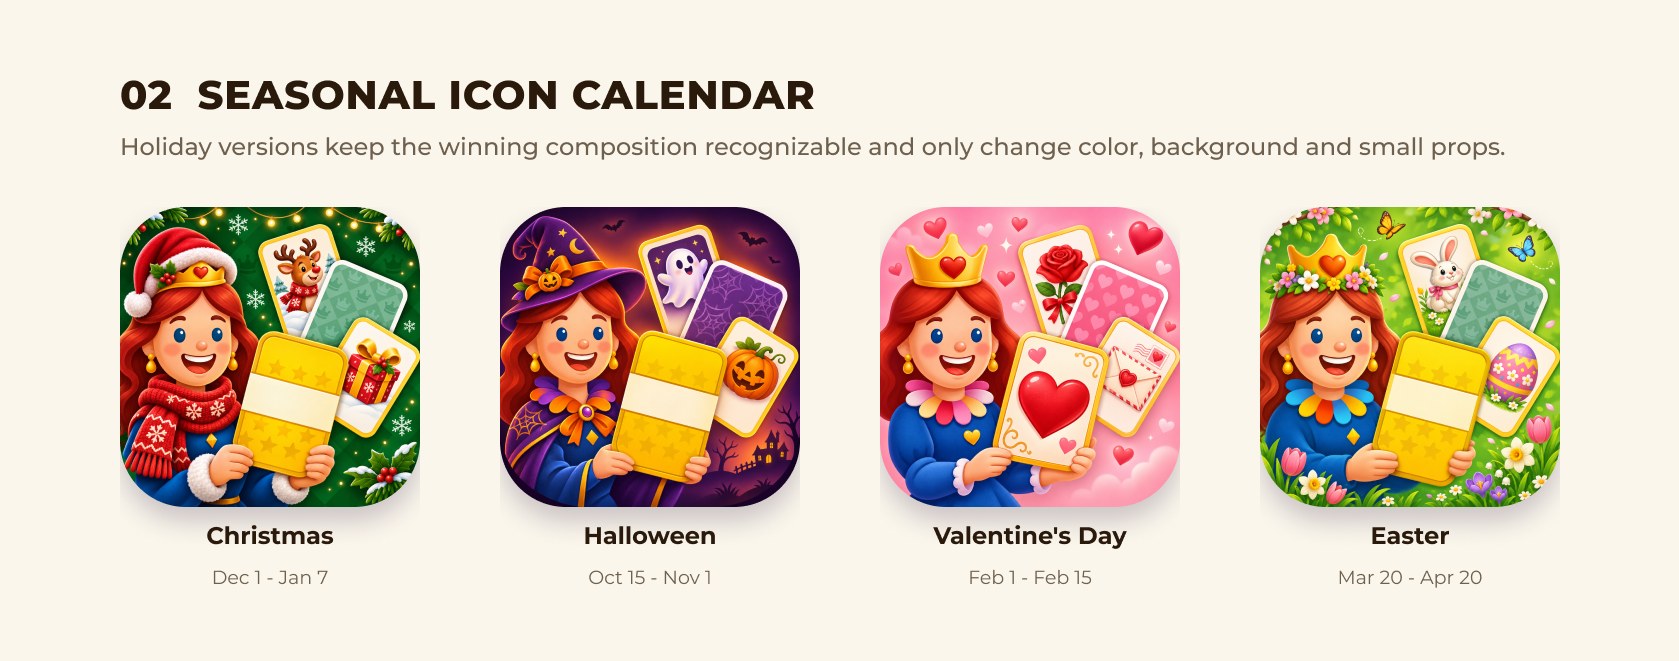 02 SEASONAL ICON CALENDAR
Holiday versions keep the winning composition recognizable and only change color, background and small props.
Christmas
Dec 1 - Jan 7
Halloween
Oct 15 - Nov 1
Valentine's Day
Feb 1 - Feb 15
Easter
Mar 20 - Apr 20